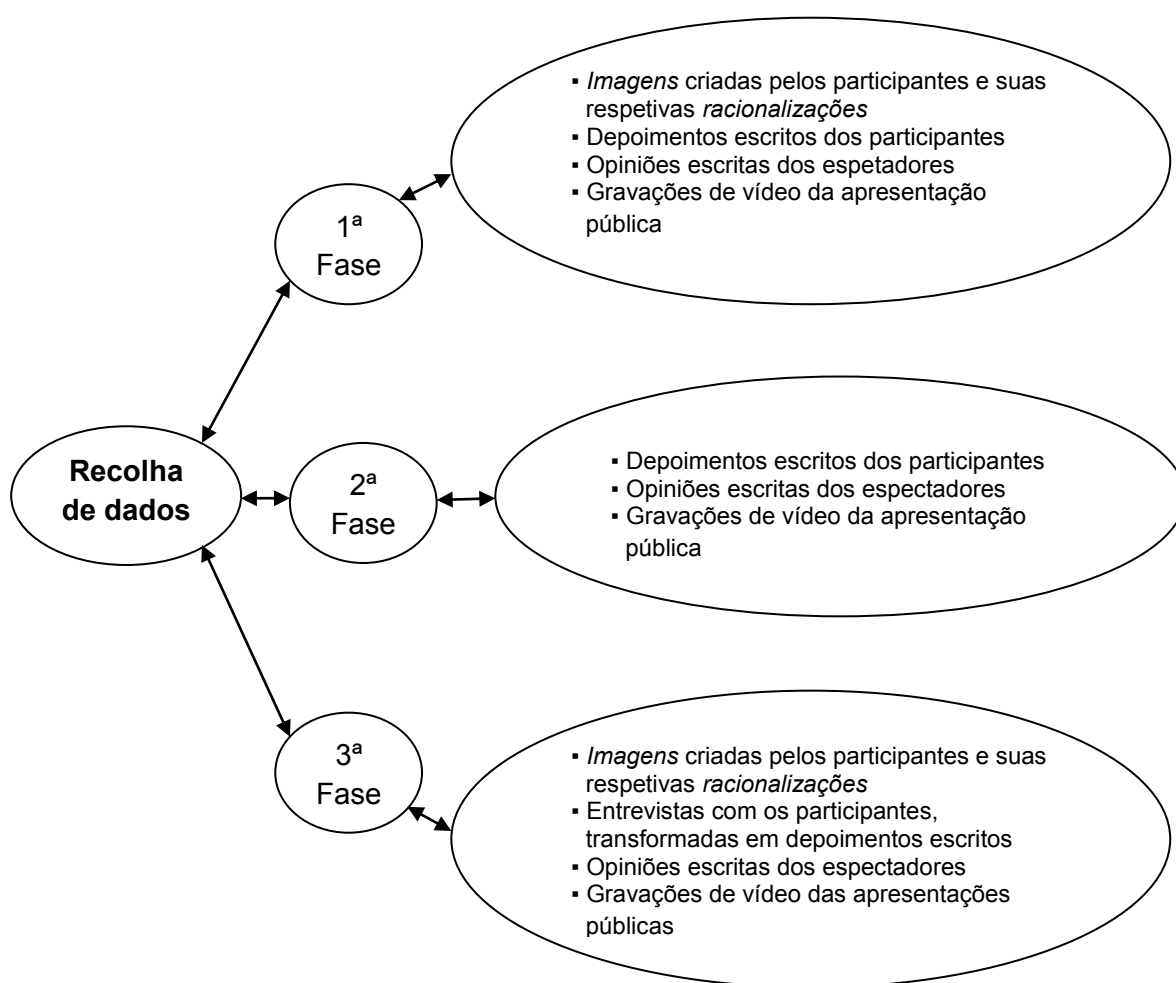 ▪ Imagens criadas pelos participantes e suas
respetivas racionalizações
▪ Depoimentos escritos dos participantes
▪ Opiniões escritas dos espetadores
▪ Gravações de vídeo da apresentação
pública
1ª
Fase
Recolha
de dados
2ª
Fase
▪ Depoimentos escritos dos participantes
▪ Opiniões escritas dos espectadores
▪ Gravações de vídeo da apresentação
pública
3ª
Fase
▪ Imagens criadas pelos participantes e suas
respetivas racionalizações
▪ Entrevistas com os participantes,
transformadas em depoimentos escritos
▪ Opiniões escritas dos espectadores
▪ Gravações de vídeo das apresentações
públicas